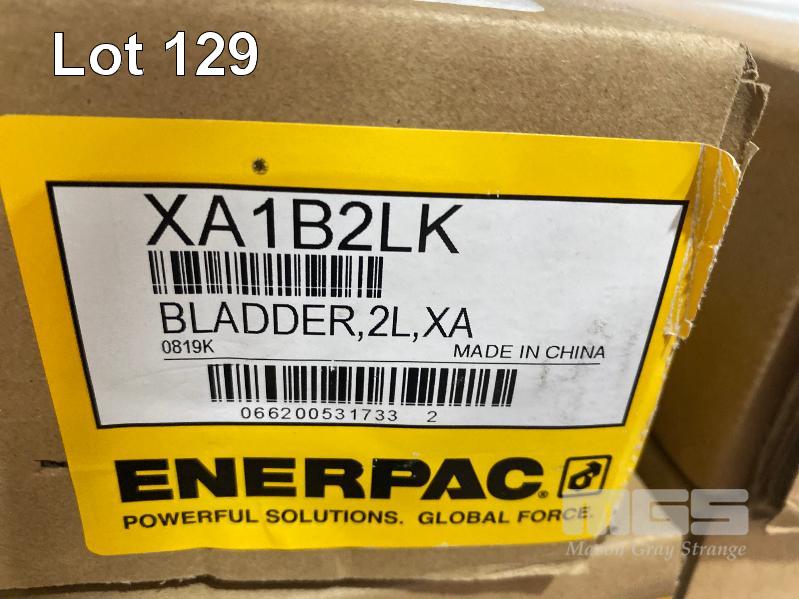 Lot 129
XA1B2LK
BLADDER,2L,XA
0819K MADE IN CHINA
066200531733 2
ENERPAC®
POWERFUL SOLUTIONS. GLOBAL FORCE.
MGS
Mason Gray Strange